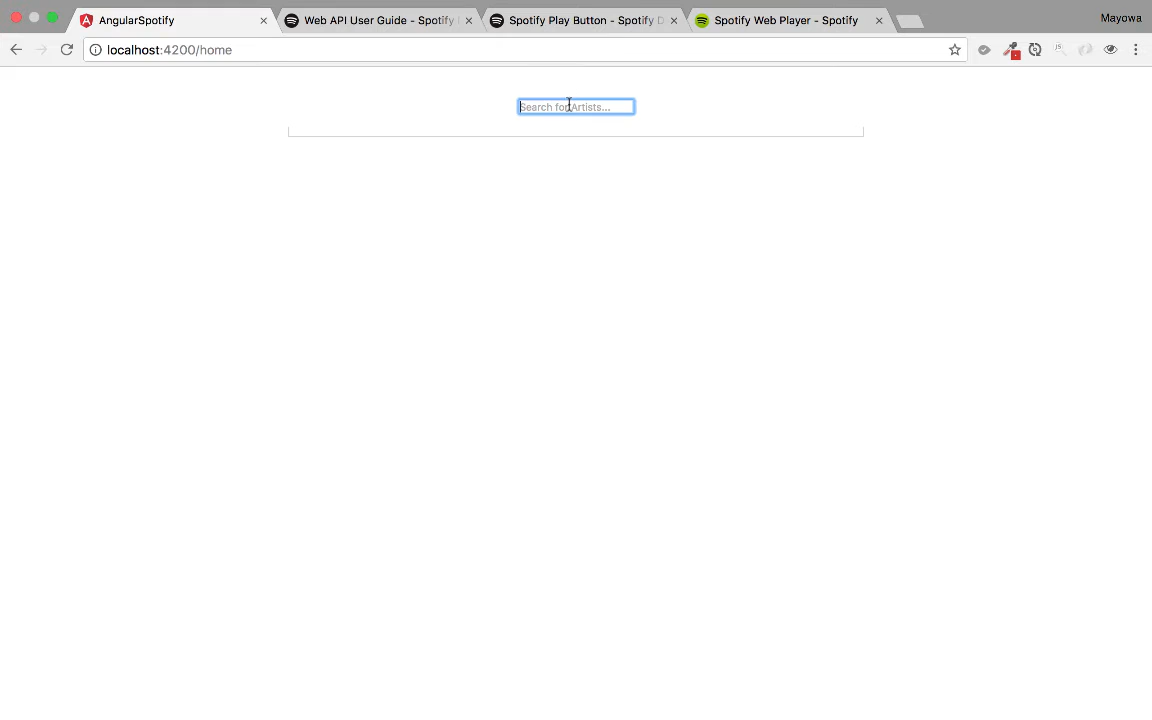 AngularSpotify
Web API User Guide - Spotify
Spotify Play Button - Spotify D
Spotify Web Player - Spotify
Mayowa
localhost:4200/home
Search for Artists...